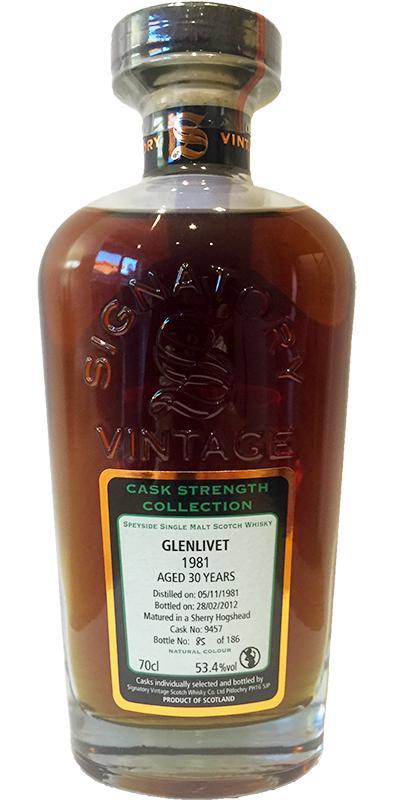 ORY S VINTA
SIGNATORY
VINTAGE
CASK STRENGTH
COLLECTION
SPEYSIDE SINGLE MALT SCOTCH WHISKY
GLENLIVET
1981
AGED 30 YEARS
Distilled on: 05/11/1981
Bottled on: 28/02/2012
Matured in a Sherry Hogshead
Cask No: 9457
Bottle No: 85 of 186
NATURAL COLOUR
70cl 53.4%vol
Casks individually selected and bottled by
Signatory Vintage Scotch Whisky Co. Ltd Pitlochry PH16 5JP
PRODUCT OF SCOTLAND